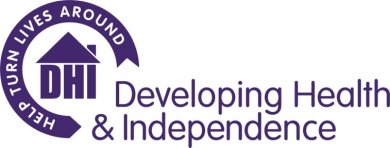 HELP TURN LIVES AROUND
DHI
Developing Health
& Independence